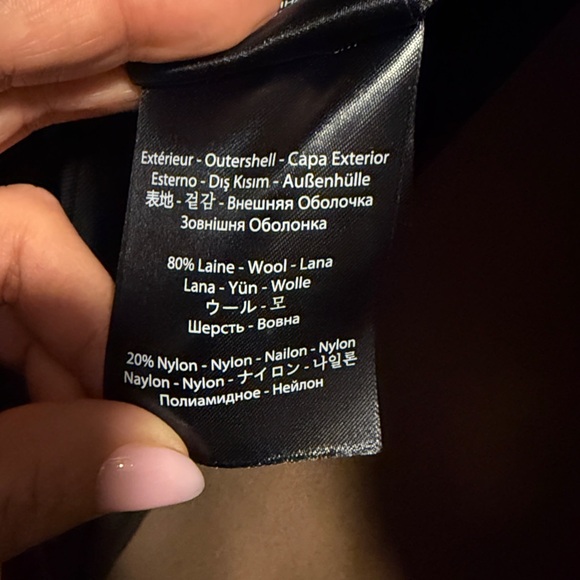 Extérieur - Outershell - Capa Exterior
Esterno - Dış Kısım - Außenhülle
表地 - 겉감 - Внешняя Оболочка
Зовнішня Оболонка
80% Laine - Wool - Lana
Lana - Yün - Wolle
ウール - 모
Шерсть - Вовна
20% Nylon - Nylon - Nailon - Nylon
Naylon - Nylon - ナイロン - 나일론
Полиамидное - Нейлон